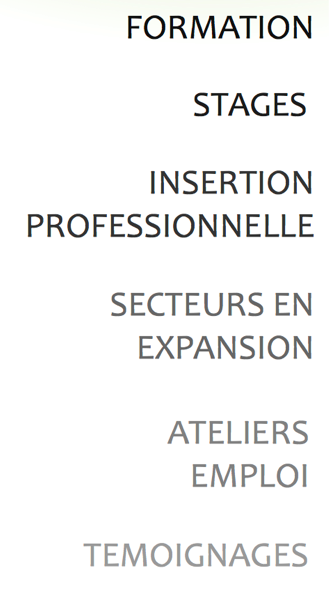 FORMATION
STAGES
INSERTION
PROFESSIONNELLE
SECTEURS EN
EXPANSION
ATELIERS
EMPLOI
TEMOIGNAGES